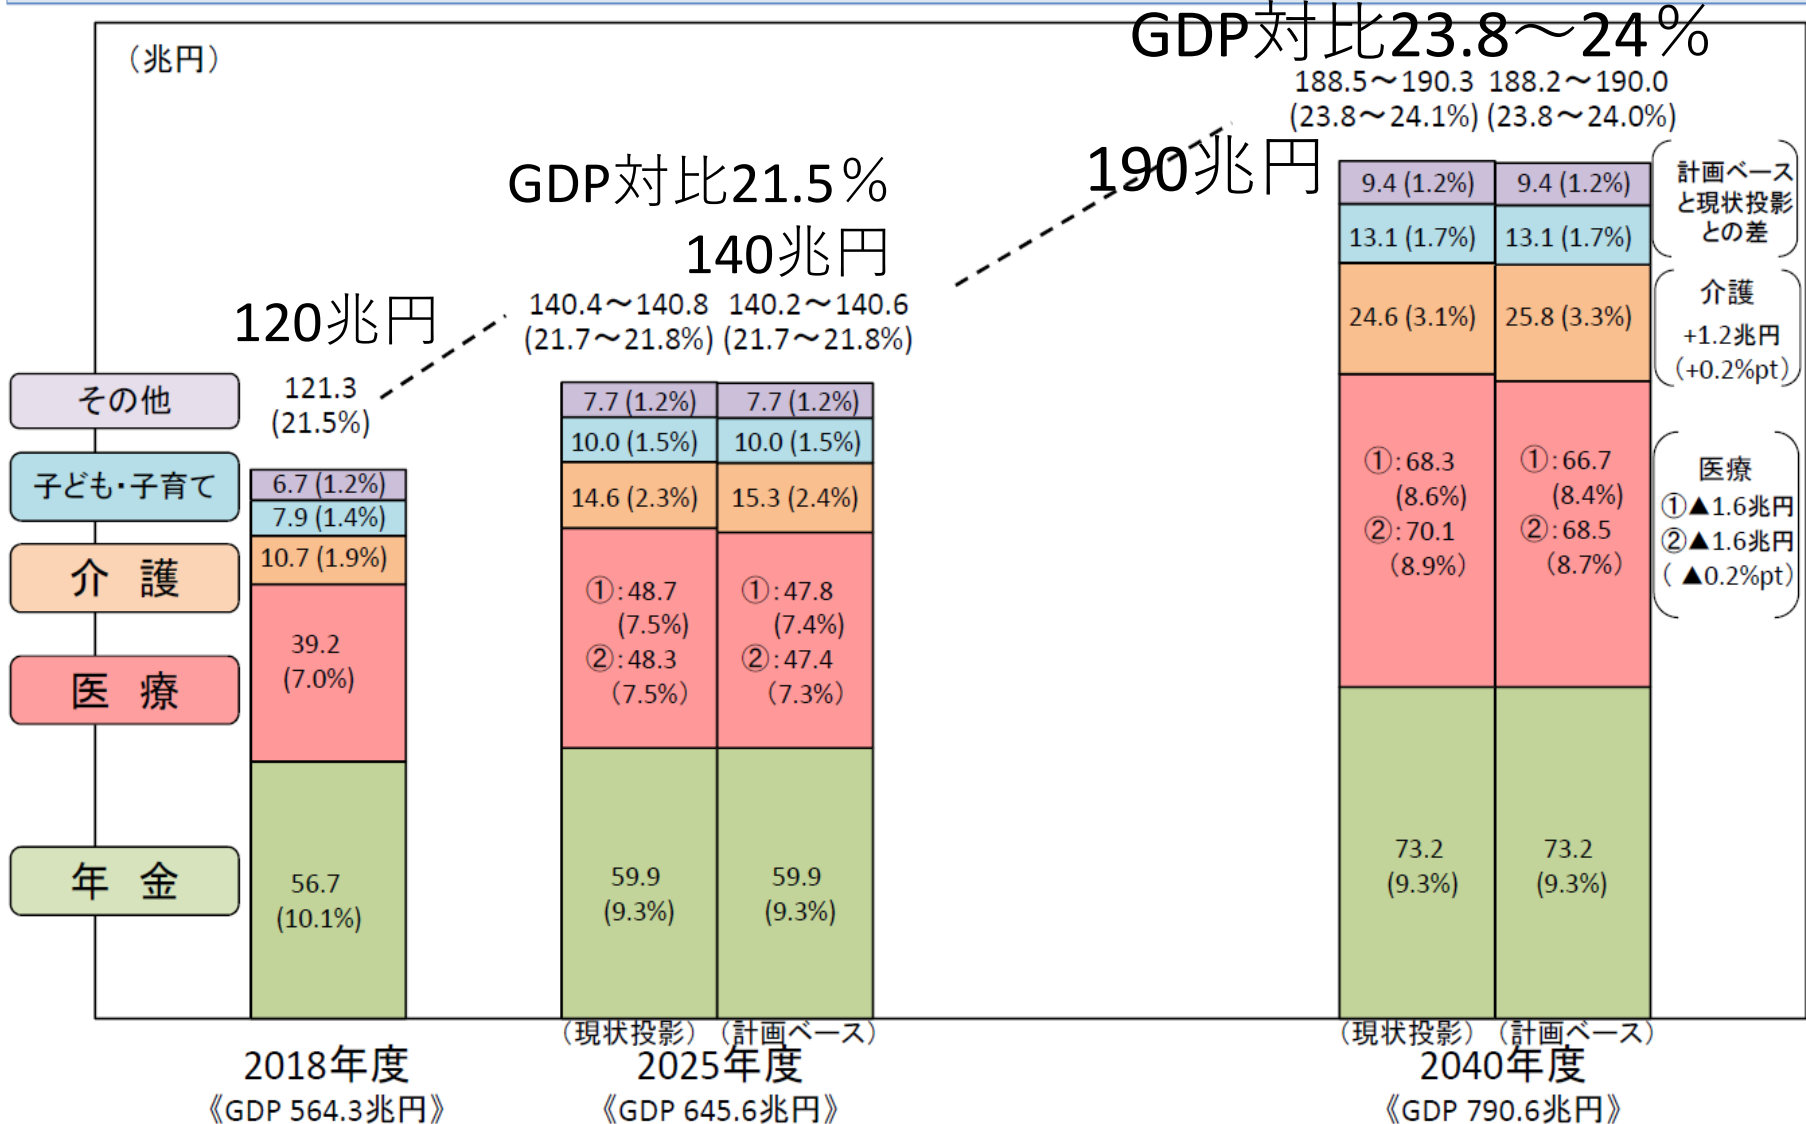 GDP対比23.8～24％
（兆円）
188.5～190.3 188.2～190.0
(23.8～24.1%) (23.8～24.0%)
190兆円
GDP対比21.5％
140兆円
140.4～140.8 140.2～140.6
(21.7～21.8%) (21.7～21.8%)
120兆円
121.3
(21.5%)
その他
子ども・子育て
介 護
医 療
年 金
6.7 (1.2%)
7.9 (1.4%)
10.7 (1.9%)
39.2
(7.0%)
56.7
(10.1%)
7.7 (1.2%)
10.0 (1.5%)
14.6 (2.3%)
①:48.7
(7.5%)
②:48.3
（7.5%）
59.9
(9.3%)
7.7 (1.2%)
10.0 (1.5%)
15.3 (2.4%)
①:47.8
(7.4%)
②:47.4
（7.3%）
59.9
(9.3%)
9.4 (1.2%)
13.1 (1.7%)
24.6 (3.1%)
①:68.3
(8.6%)
②:70.1
（8.9%）
73.2
(9.3%)
9.4 (1.2%)
13.1 (1.7%)
25.8 (3.3%)
①:66.7
(8.4%)
②:68.5
（8.7%）
73.2
(9.3%)
計画ベース
と現状投影
との差
介護
+1.2兆円
（+0.2%pt）
医療
①▲1.6兆円
②▲1.6兆円
（ ▲0.2%pt）
（現状投影）（計画ベース）
（現状投影）（計画ベース）
2018年度
2025年度
2040年度
《GDP 564.3兆円》
《GDP 645.6兆円》
《GDP 790.6兆円》